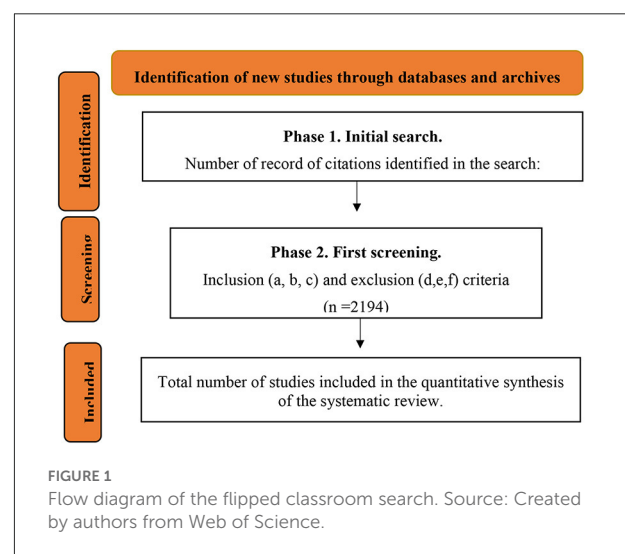 Identification of new studies through databases and archives
Identification
Phase 1. Initial search.
Number of record of citations identified in the search:
Screening
Phase 2. First screening.
Inclusion (a, b, c) and exclusion (d,e,f) criteria
(n =2194)
Included
Total number of studies included in the quantitative synthesis
of the systematic review.
FIGURE 1
Flow diagram of the flipped classroom search. Source: Created
by authors from Web of Science.